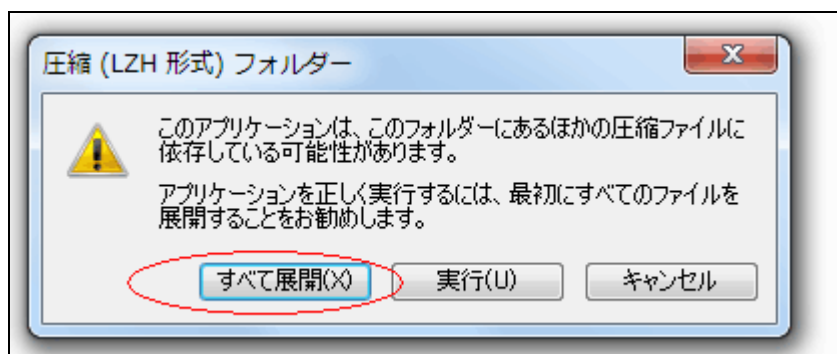 圧縮 (LZH 形式) フォルダー
このアプリケーションは、このフォルダーにあるほかの圧縮ファイルに
依存している可能性があります。
アプリケーションを正しく実行するには、最初にすべてのファイルを
展開することをお勧めします。
すべて展開(X) 実行(U) キャンセル